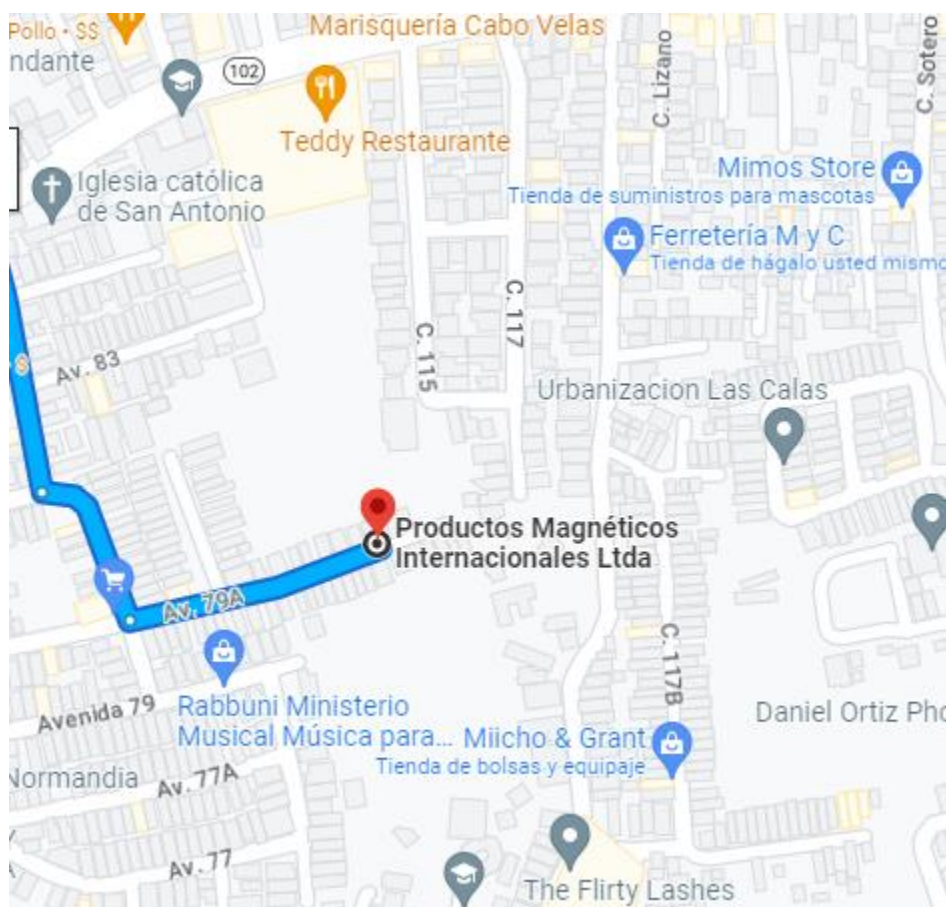 Pollo • SS
ndante
Marisquería Cabo Velas
102
Teddy Restaurante
C. Lizano
C. Sotero
Iglesia católica
de San Antonio
Mimos Store
Tienda de suministros para mascotas
Ferretería M y C
Tienda de hágalo usted mismo
C. 117
C. 115
Av. 83
S
Urbanizacion Las Calas
Productos Magnéticos
Internacionales Ltda
Av. 79A
C. 117B
Avenida 79
Rabbuni Ministerio
Musical Música para...
Miicho & Grant
Tienda de bolsas y equipaje
Daniel Ortiz Pho
Normandia
Av. 77A
Av. 77
The Flirty Lashes